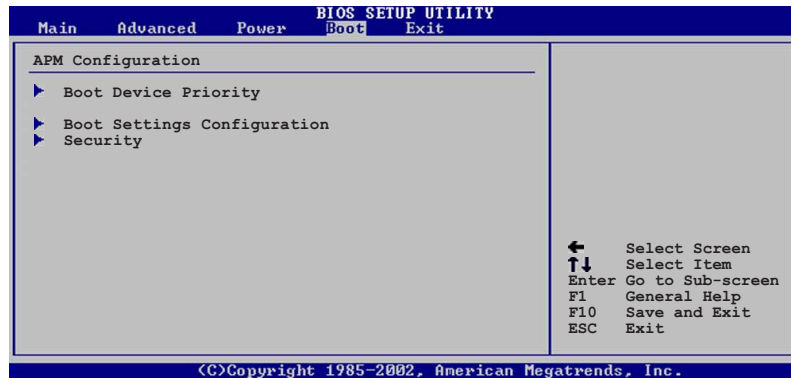 BIOS SETUP UTILITY
Main Advanced Power Boot Exit
APM Configuration
Boot Device Priority
Boot Settings Configuration
Security
← Select Screen
↑↓ Select Item
Enter Go to Sub-screen
F1 General Help
F10 Save and Exit
ESC Exit
(C)Copyright 1985-2002, American Megatrends, Inc.